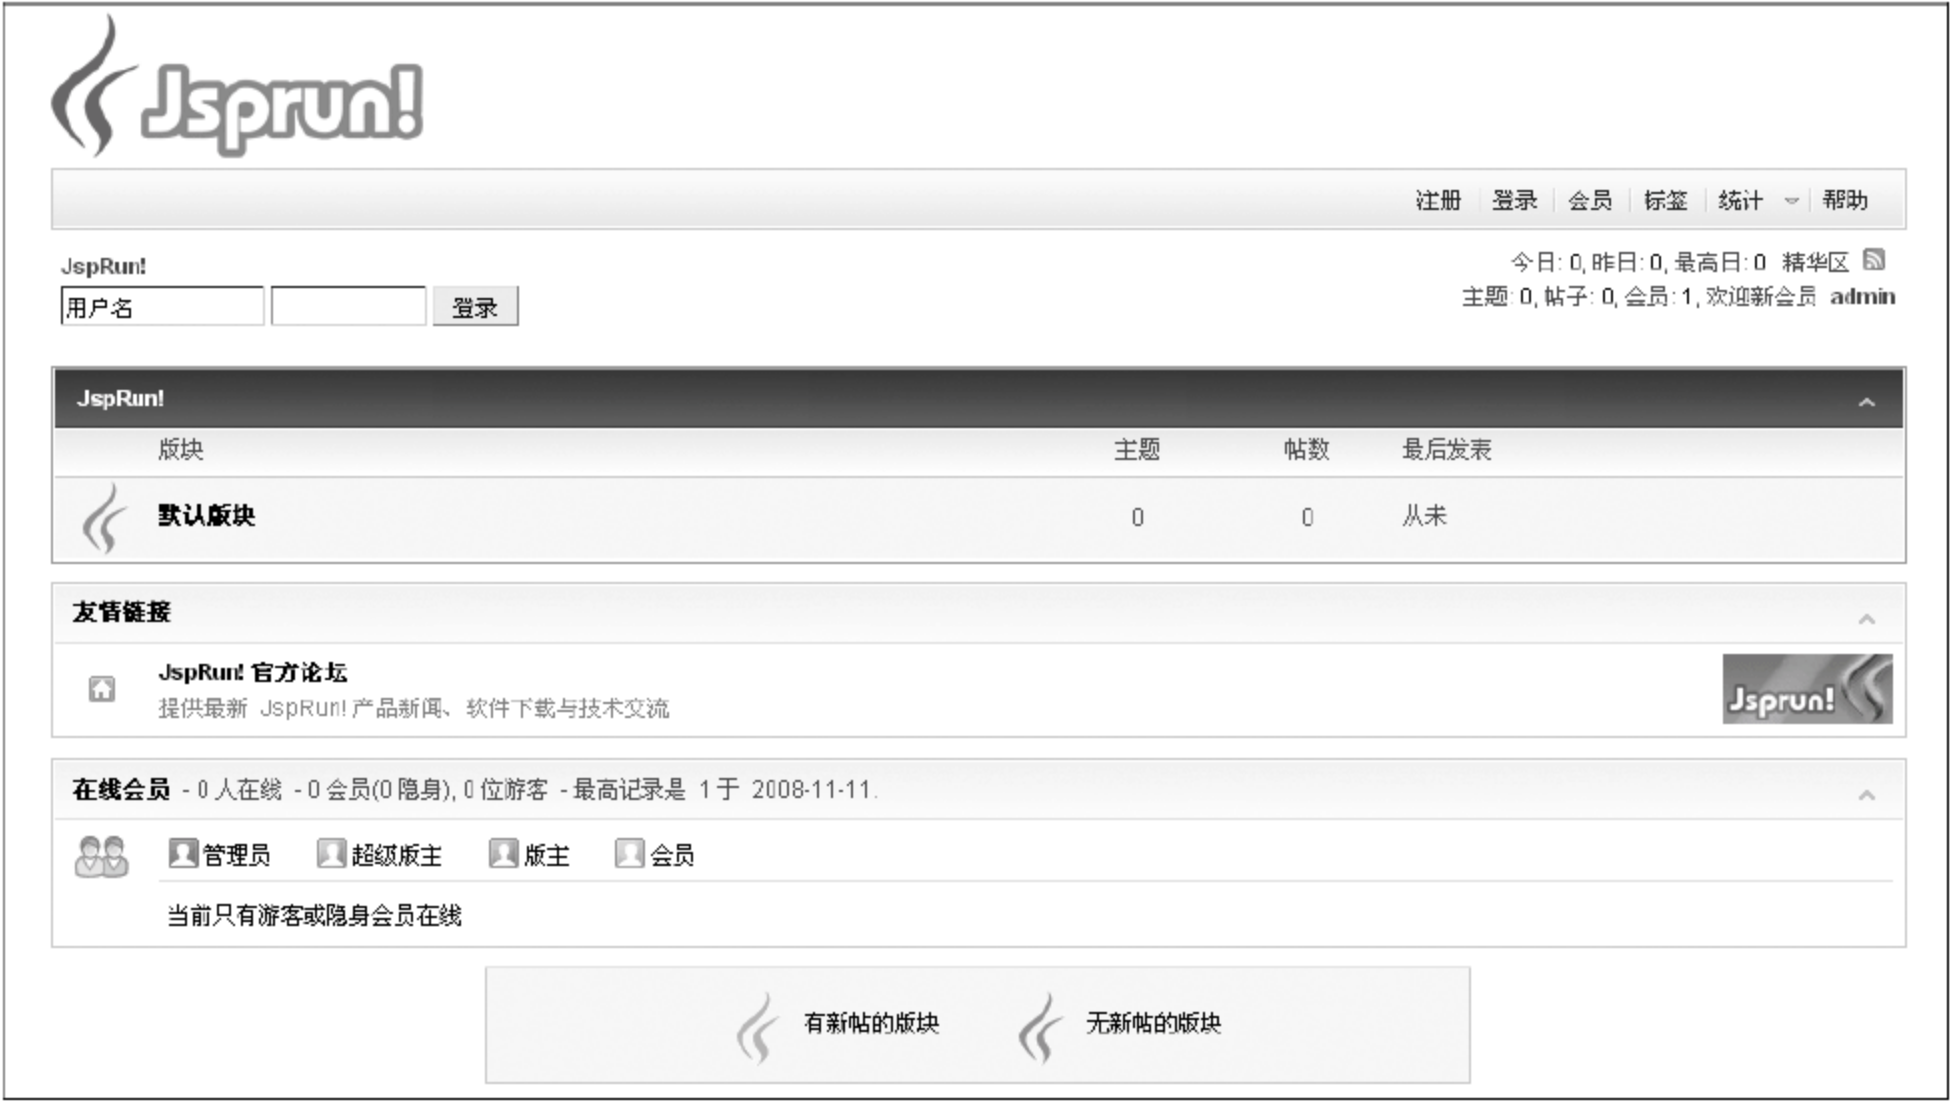 Jsprun!
注册 登录 会员 标签 统计 帮助
今日: 0, 昨日: 0, 最高日: 0 精华区
JspRun!
主题: 0, 帖子: 0, 会员: 1, 欢迎新会员 admin
用户名 登录
JspRun!
版块 主题 帖数 最后发表
默认版块 0 0 从未
友情链接
JspRun! 官方论坛
提供最新 JspRun! 产品新闻、软件下载与技术交流
Jsprun!
在线会员 - 0 人在线 - 0 会员(0 隐身), 0 位游客 - 最高记录是 1 于 2008-11-11.
管理员 超级版主 版主 会员
当前只有游客或隐身会员在线
有新帖的版块 无新帖的版块